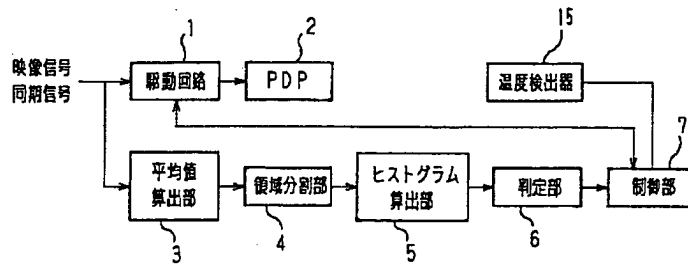 1
2
15
映像信号
同期信号
駆動回路
PDP
温度検出器
7
平均値
算出部
領域分割部
ヒストグラム
算出部
判定部
制御部
3
4
5
6